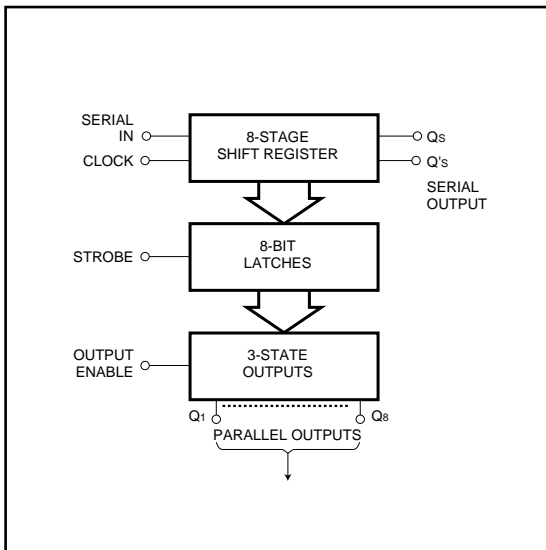 SERIAL
IN
CLOCK
8-STAGE
SHIFT REGISTER
QS
Q'S
SERIAL
OUTPUT
STROBE
8-BIT
LATCHES
OUTPUT
ENABLE
3-STATE
OUTPUTS
Q1
Q8
PARALLEL OUTPUTS